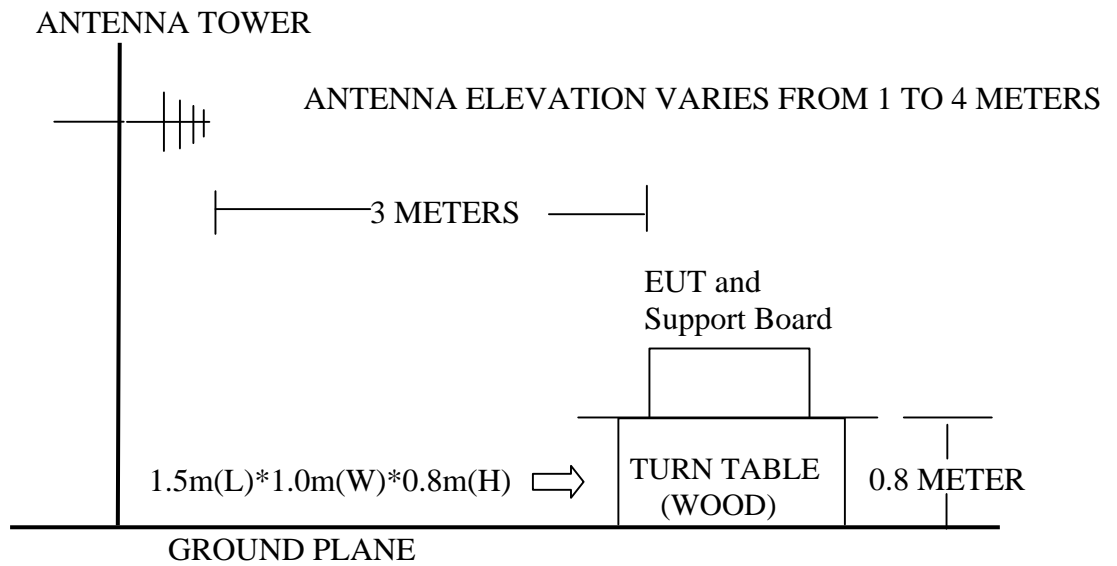 ANTENNA TOWER
ANTENNA ELEVATION VARIES FROM 1 TO 4 METERS
3 METERS
EUT and
Support Board
1.5m(L)*1.0m(W)*0.8m(H)
TURN TABLE
(WOOD)
0.8 METER
GROUND PLANE